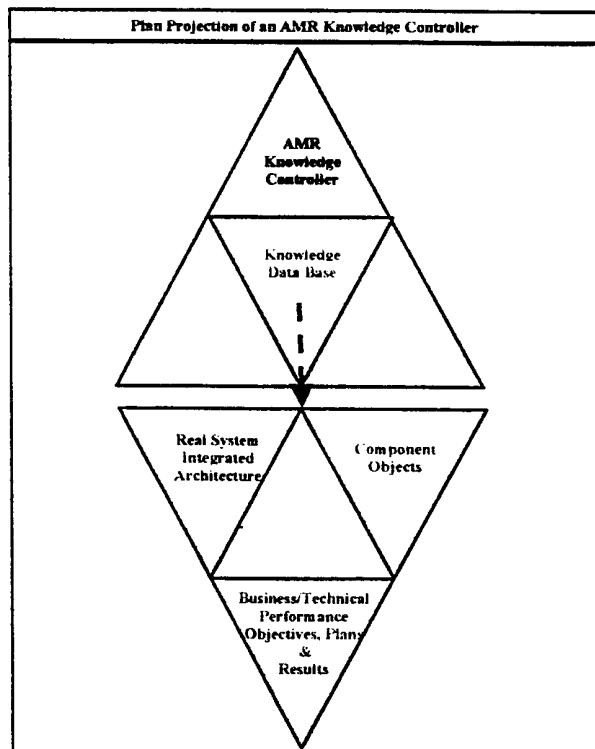 Plan Projection of an AMR Knowledge Controller
AMR
Knowledge
Controller
Knowledge
Data Base
Real System
Integrated
Architecture
Component
Objects
Business/Technical
Performance
Objectives, Plans
&
Results